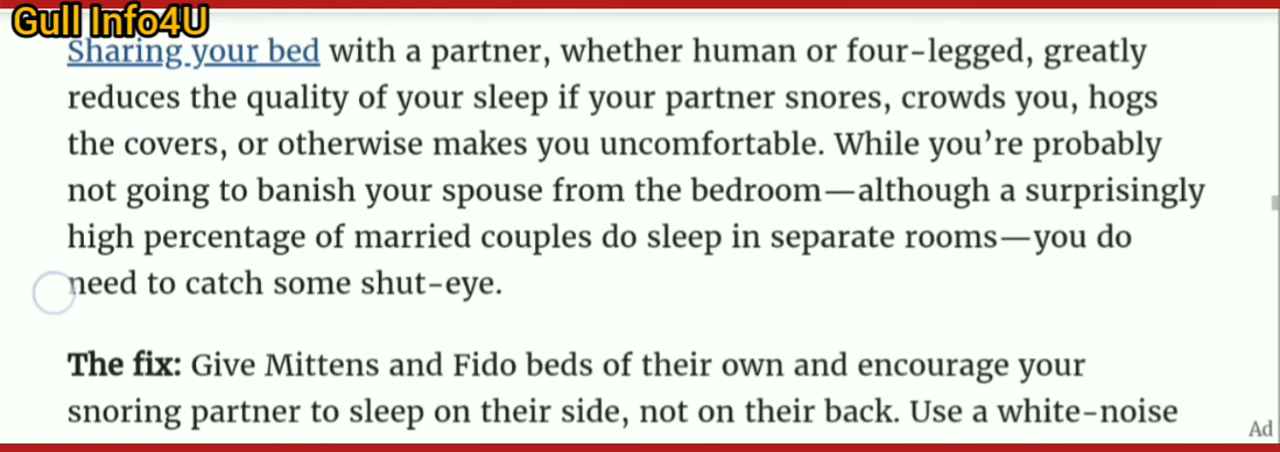 Gull Info4U
Sharing your bed with a partner, whether human or four-legged, greatly
reduces the quality of your sleep if your partner snores, crowds you, hogs
the covers, or otherwise makes you uncomfortable. While you’re probably
not going to banish your spouse from the bedroom—although a surprisingly
high percentage of married couples do sleep in separate rooms—you do
need to catch some shut-eye.
The fix: Give Mittens and Fido beds of their own and encourage your
snoring partner to sleep on their side, not on their back. Use a white-noise
Ad